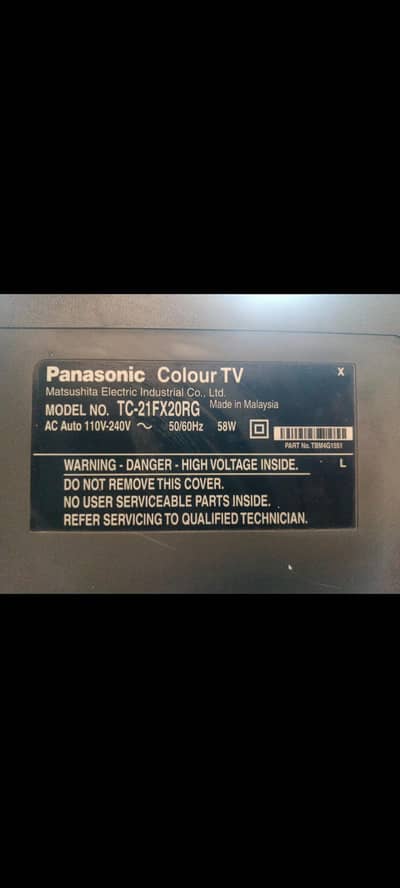 Panasonic Colour TV X
Matsushita Electric Industrial Co., Ltd.
MODEL NO. TC-21FX20RG Made in Malaysia
AC Auto 110V-240V ~ 50/60Hz 58W
PART No. TBM4G1551
WARNING - DANGER - HIGH VOLTAGE INSIDE. L
DO NOT REMOVE THIS COVER.
NO USER SERVICEABLE PARTS INSIDE.
REFER SERVICING TO QUALIFIED TECHNICIAN.